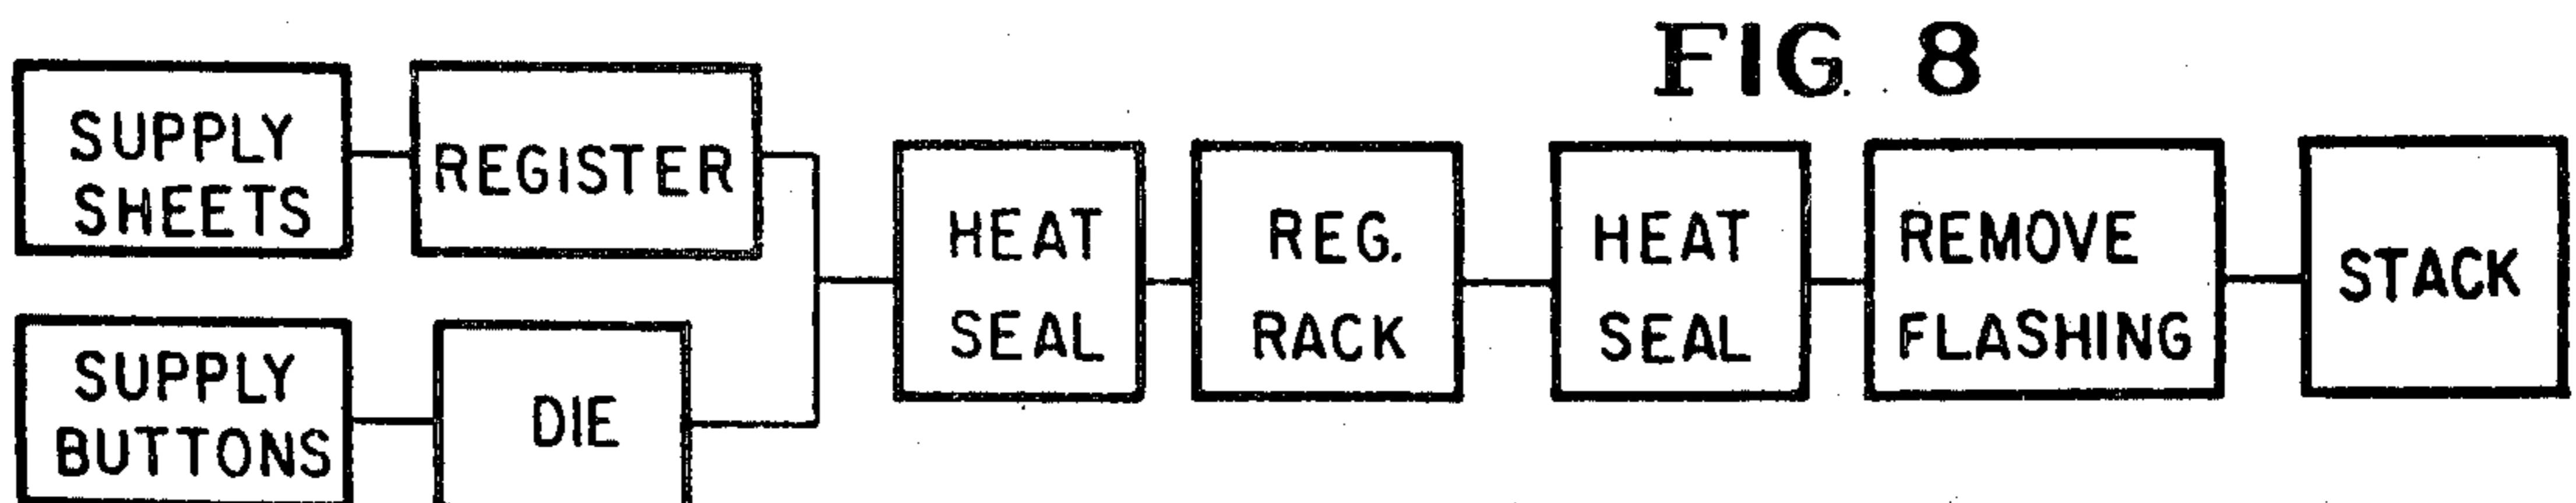 FIG. 8
SUPPLY
SHEETS
REGISTER
SUPPLY
BUTTONS
DIE
HEAT
SEAL
REG.
RACK
HEAT
SEAL
REMOVE
FLASHING
STACK